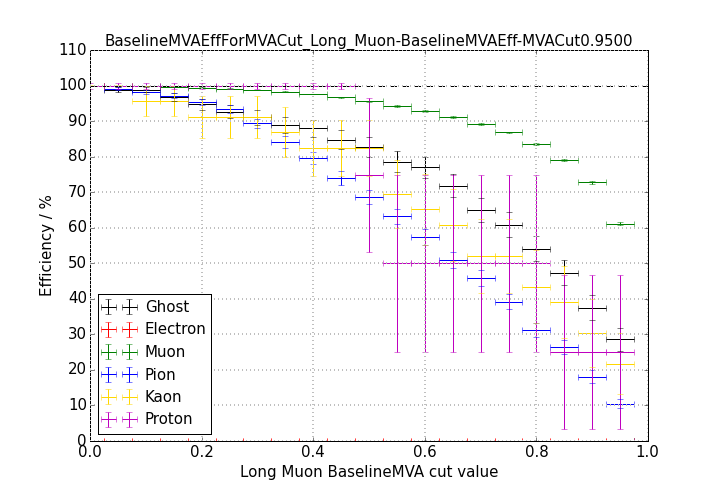 BaselineMVAEffForMVACut_Long_Muon-BaselineMVAEff-MVACut0.9500
110
100
90
80
70
60
50
40
30
20
10
0
Efficiency / %
Ghost
Electron
Muon
Pion
Kaon
Proton
0.0 0.2 0.4 0.6 0.8 1.0
Long Muon BaselineMVA cut value